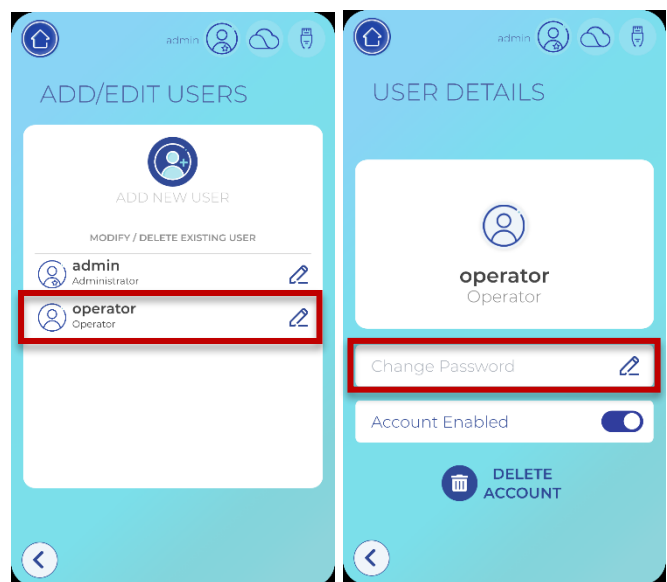 admin
ADD/EDIT USERS
ADD NEW USER
MODIFY / DELETE EXISTING USER
admin
Administrator
operator
Operator
admin
USER DETAILS
operator
Operator
Change Password
Account Enabled
DELETE
ACCOUNT